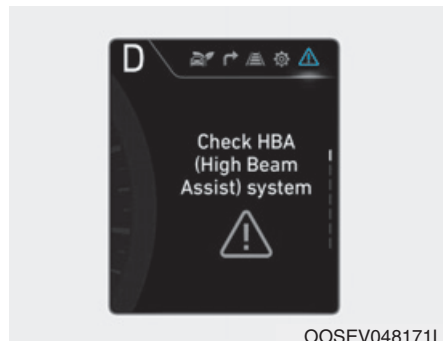 D
Check HBA
(High Beam
Assist) system
OOSEV048171L